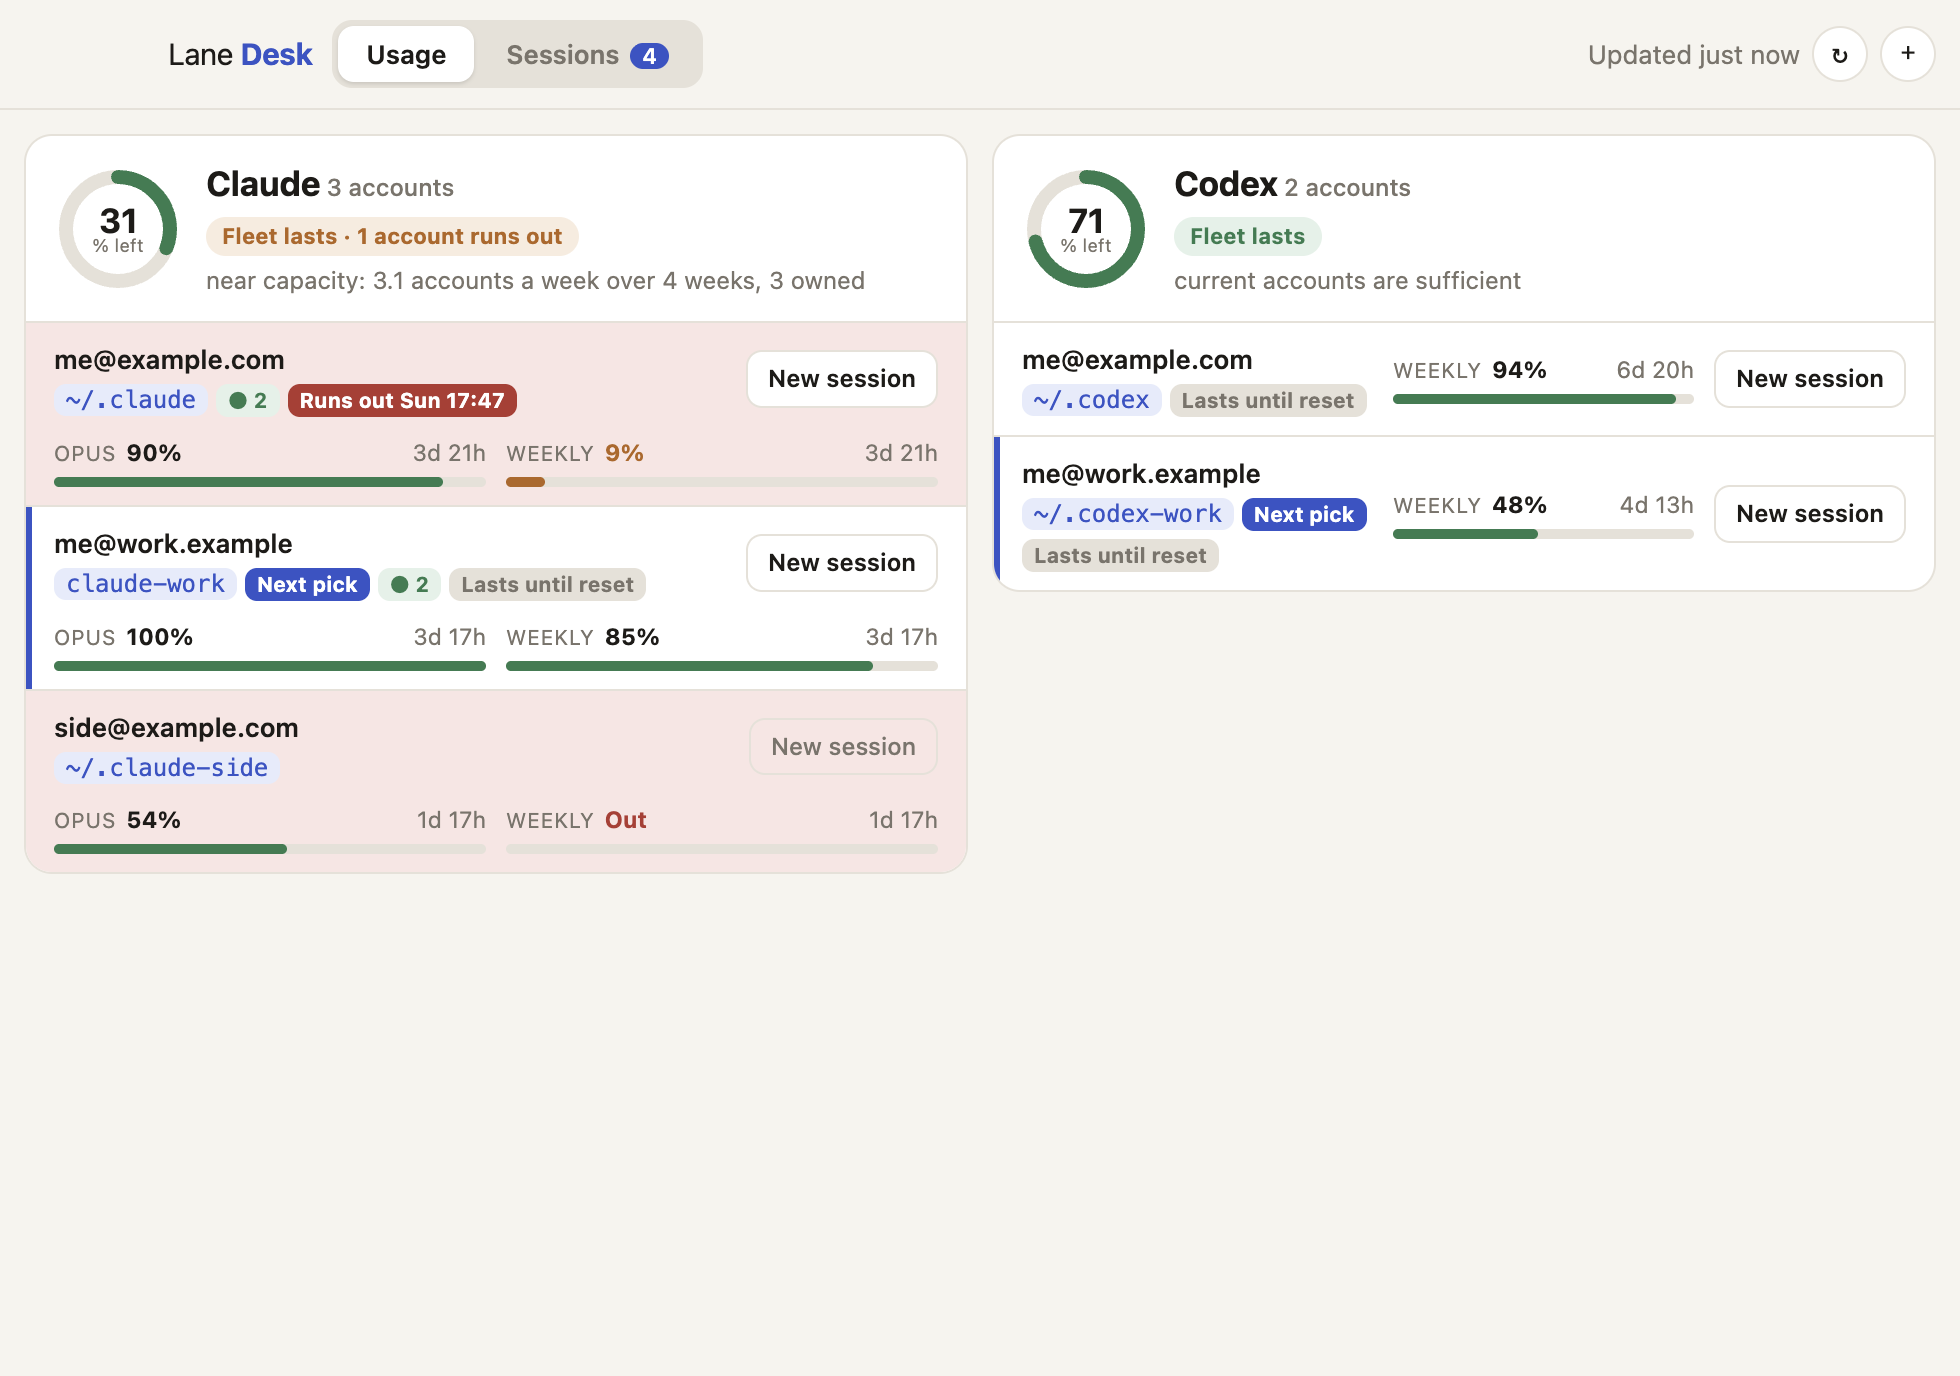 Lane Desk Usage Sessions 4 Updated just now ↻ +
Claude 3 accounts
31
% left
Fleet lasts · 1 account runs out
near capacity: 3.1 accounts a week over 4 weeks, 3 owned
me@example.com
~/.claude 2 Runs out Sun 17:47
New session
OPUS 90% 3d 21h WEEKLY 9% 3d 21h
me@work.example
claude-work Next pick 2 Lasts until reset
New session
OPUS 100% 3d 17h WEEKLY 85% 3d 17h
side@example.com
~/.claude-side
New session
OPUS 54% 1d 17h WEEKLY Out 1d 17h
Codex 2 accounts
71
% left
Fleet lasts
current accounts are sufficient
me@example.com
~/.codex Lasts until reset
WEEKLY 94% 6d 20h New session
me@work.example
~/.codex-work Next pick
Lasts until reset
WEEKLY 48% 4d 13h New session